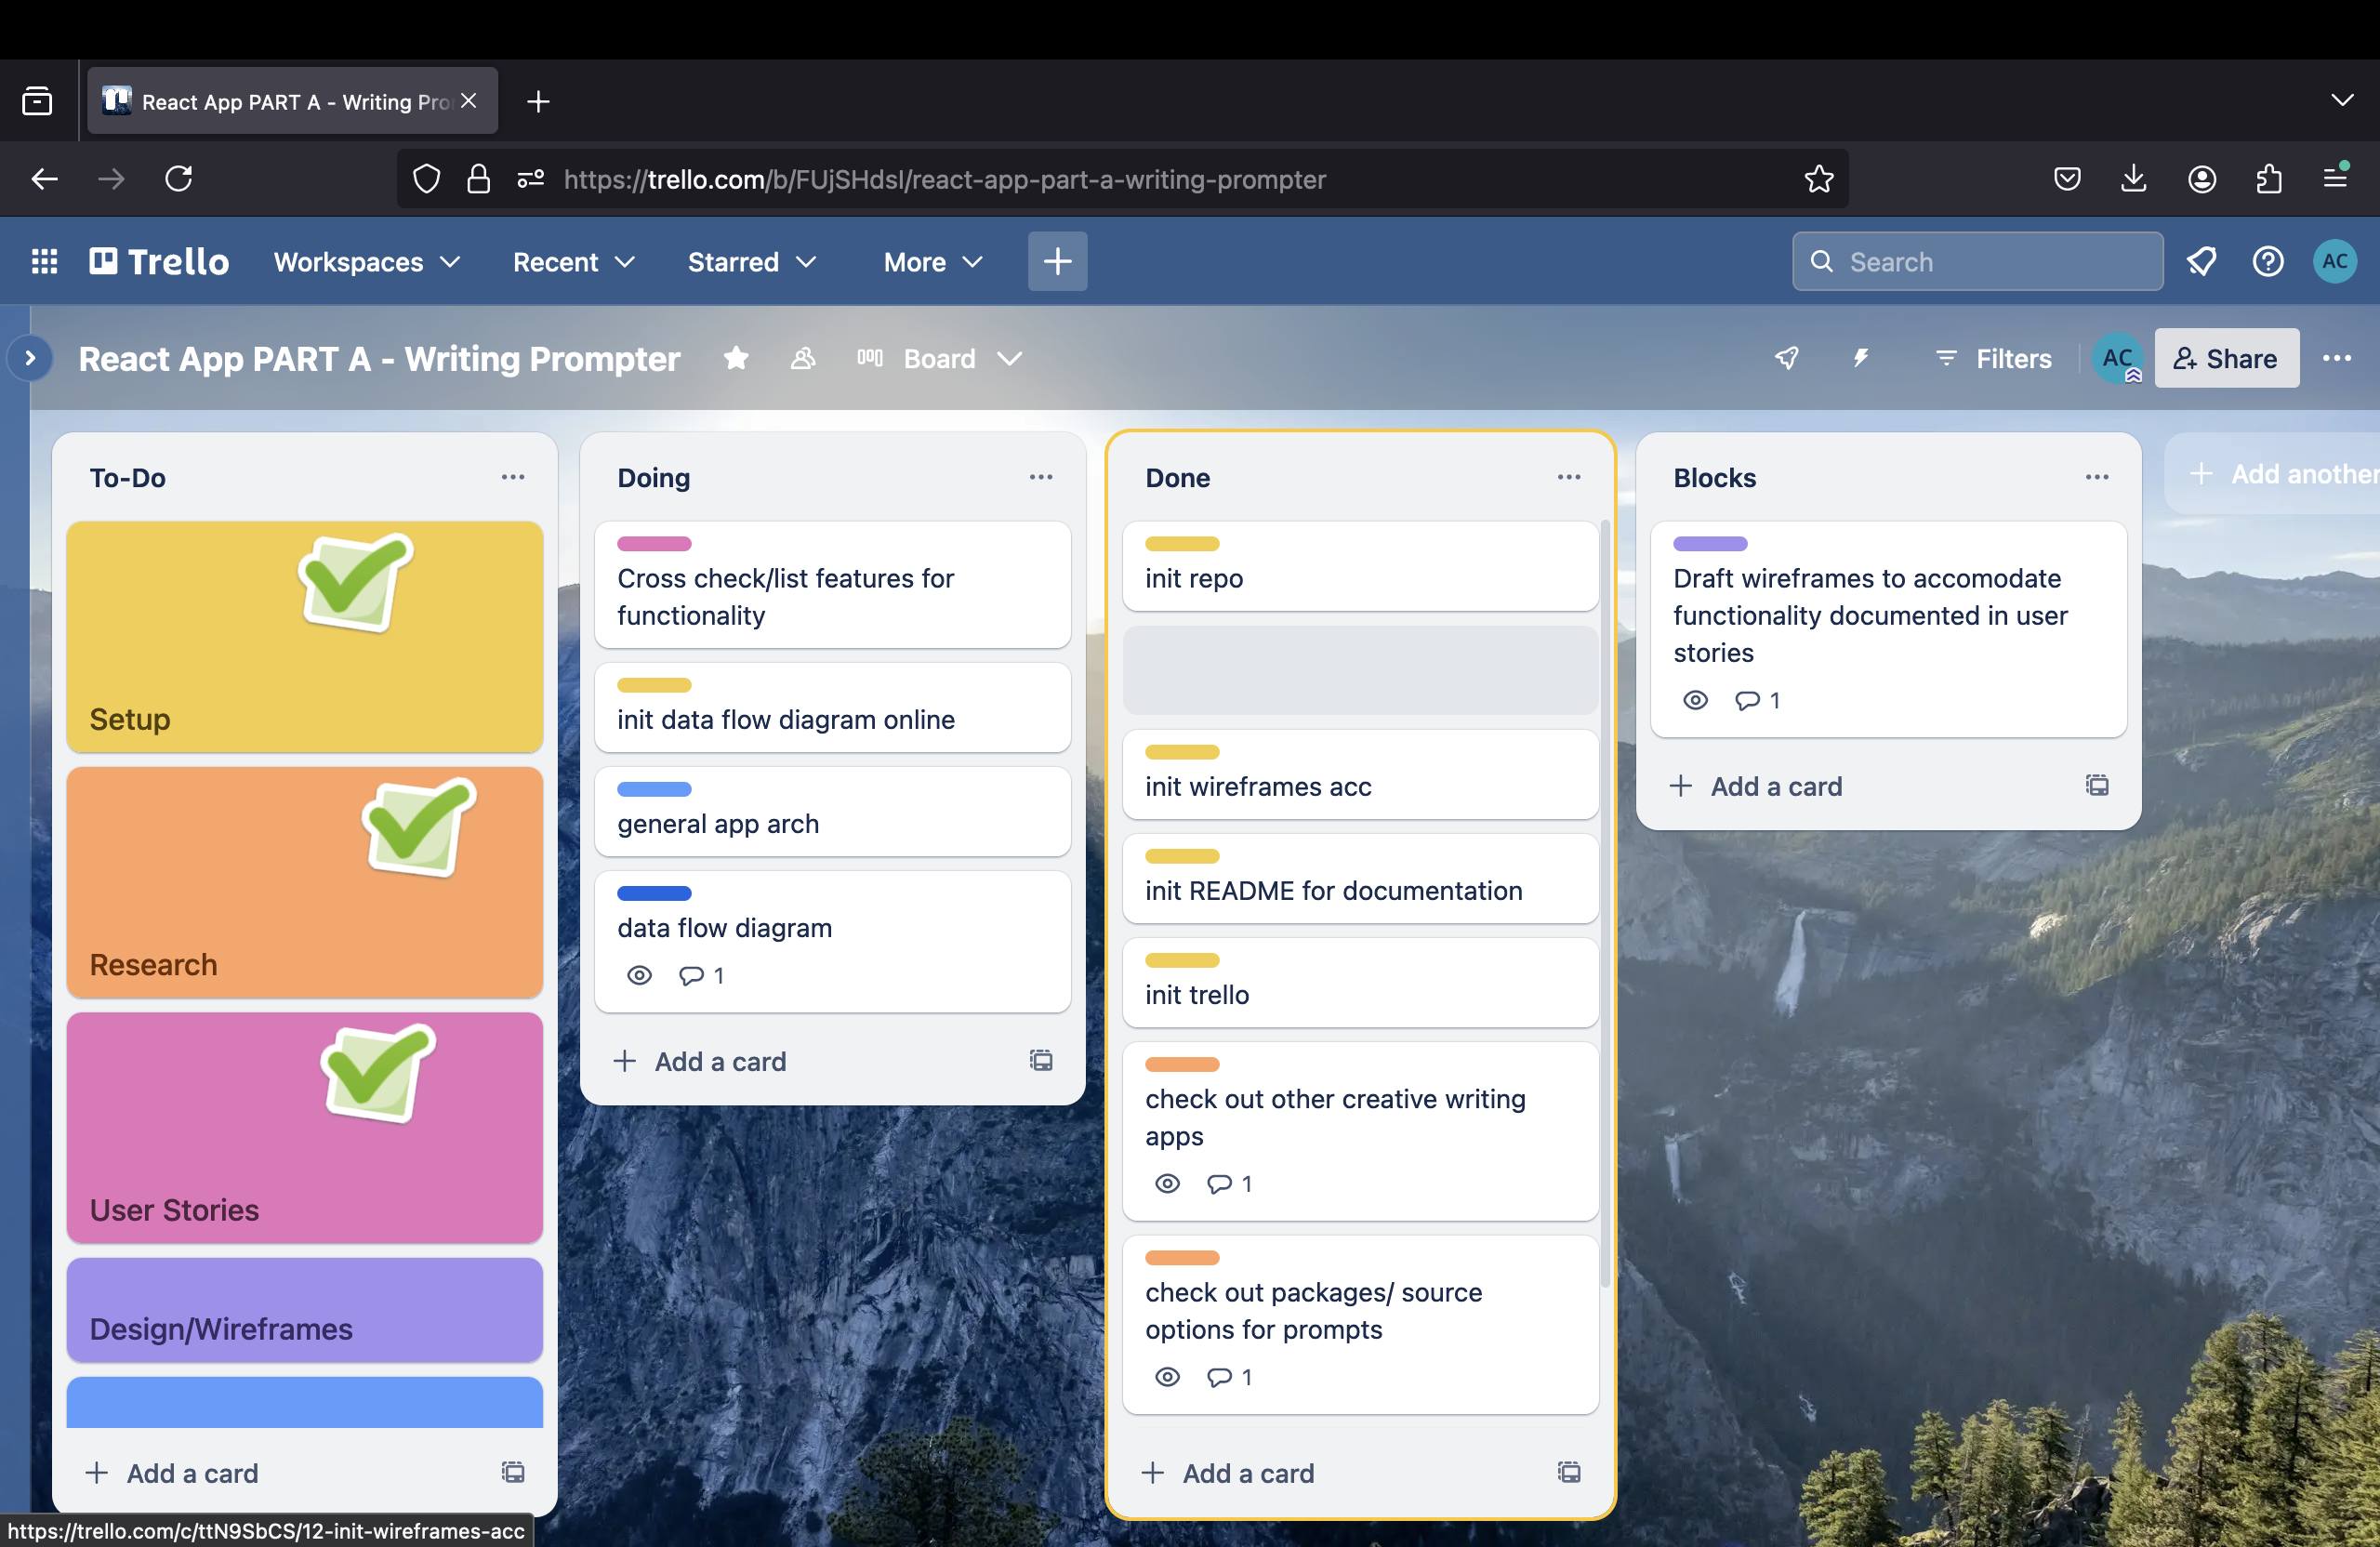 React App PART A - Writing Pro
https://trello.com/b/FUjSHdsI/react-app-part-a-writing-prompter
Trello
Workspaces
Recent
Starred
More
Search
AC
React App PART A - Writing Prompter
Board
Filters
AC
Share
To-Do
Setup
Research
User Stories
Design/Wireframes
Add a card
Doing
Cross check/list features for
functionality
init data flow diagram online
general app arch
data flow diagram
1
Add a card
Done
init repo
init wireframes acc
init README for documentation
init trello
check out other creative writing
apps
1
check out packages/ source
options for prompts
1
Add a card
Blocks
Draft wireframes to accomodate
functionality documented in user
stories
1
Add a card
Add another
https://trello.com/c/ttN9SbCS/12-init-wireframes-acc